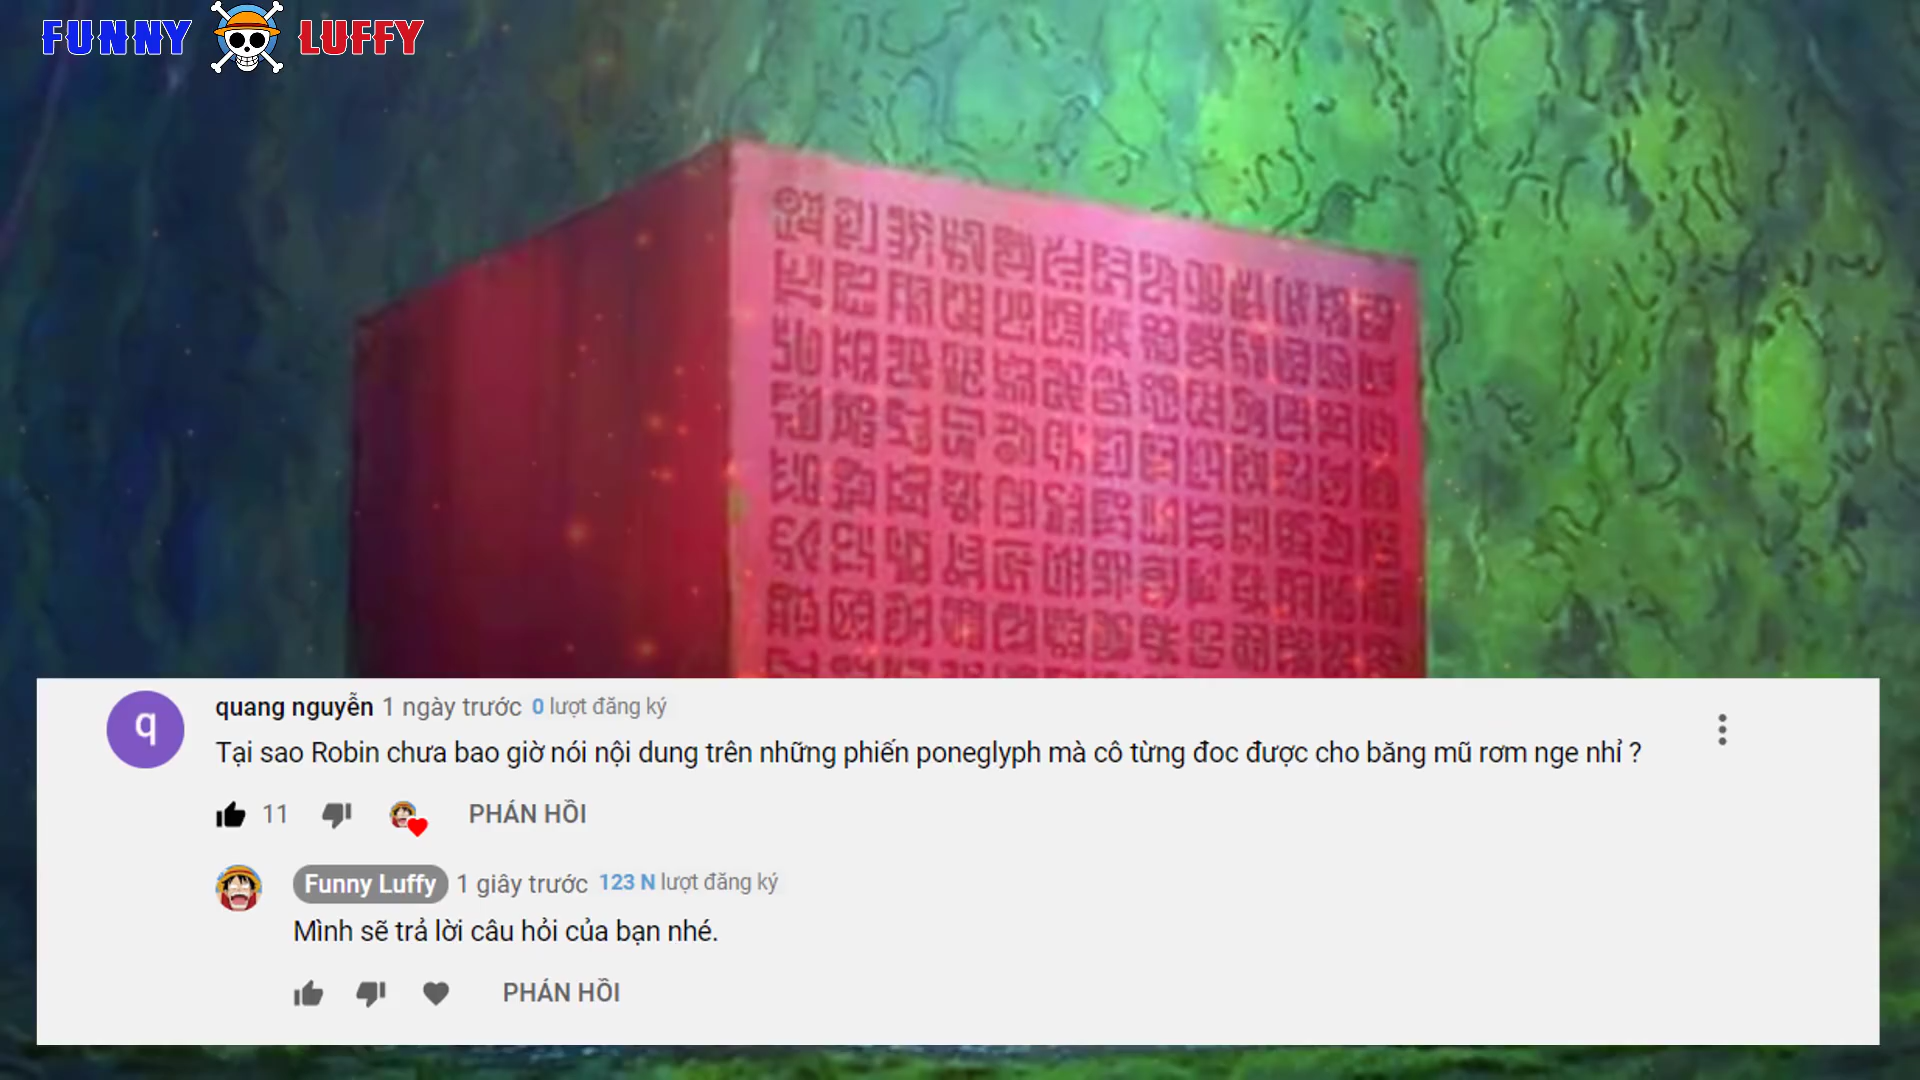 FUNNY LUFFY
q
quang nguyễn 1 ngày trước 0 lượt đăng ký
Tại sao Robin chưa bao giờ nói nội dung trên những phiến poneglyph mà cô từng đoc được cho băng mũ rơm nge nhỉ ?
11 PHẢN HỒI
Funny Luffy 1 giây trước 123 N lượt đăng ký
Mình sẽ trả lời câu hỏi của bạn nhé.
PHẢN HỒI